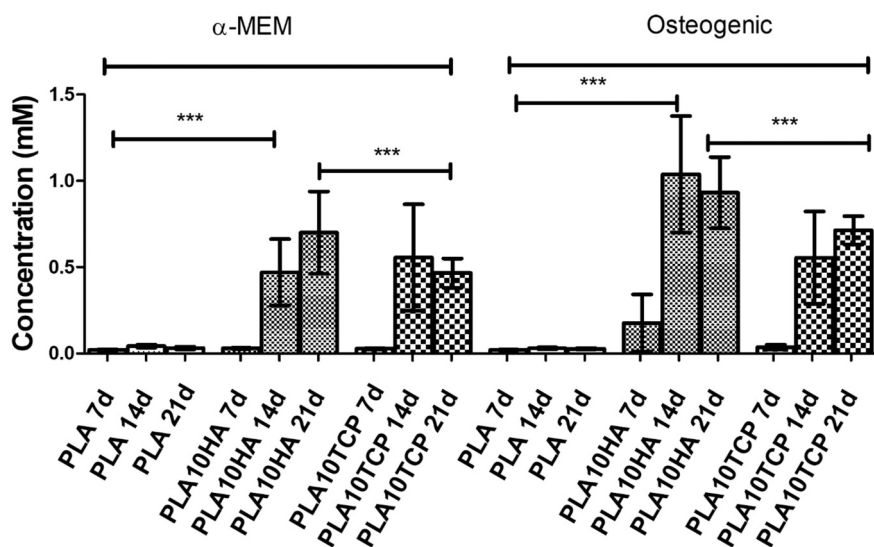 α-MEM Osteogenic
Concentration (mM)
1.5
1.0
0.5
0.0
*** *** *** ***
PLA 7d
PLA 14d
PLA 21d
PLA10HA 7d
PLA10HA 14d
PLA10HA 21d
PLA10TCP 7d
PLA10TCP 14d
PLA10TCP 21d
PLA 7d
PLA 14d
PLA 21d
PLA10HA 7d
PLA10HA 14d
PLA10HA 21d
PLA10TCP 7d
PLA10TCP 14d
PLA10TCP 21d